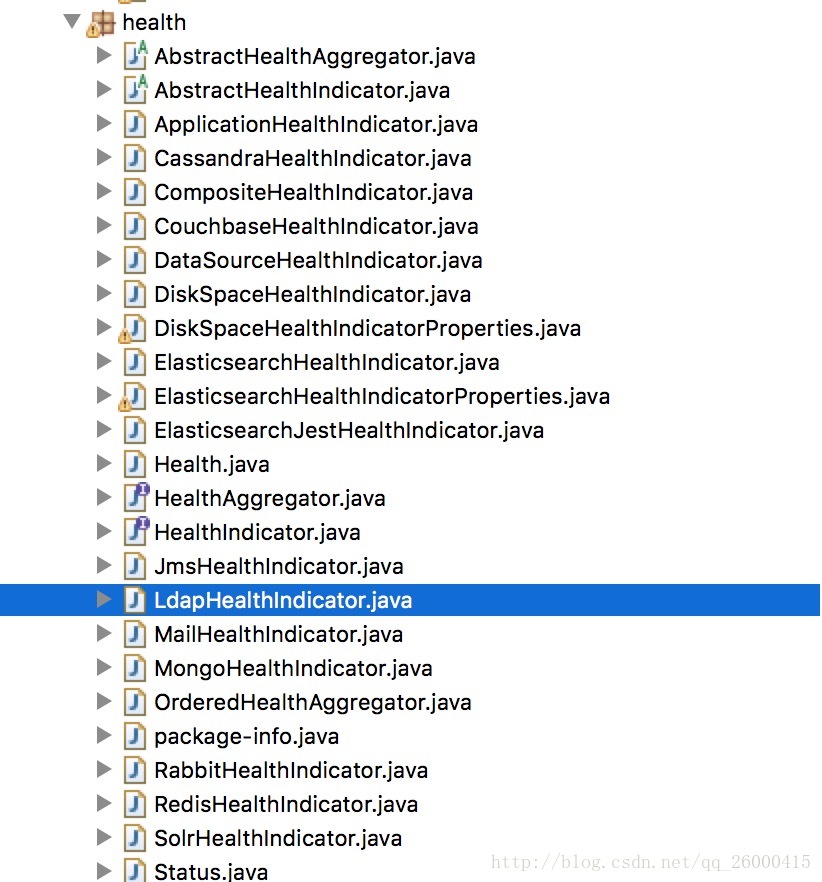 health
AbstractHealthAggregator.java
AbstractHealthIndicator.java
ApplicationHealthIndicator.java
CassandraHealthIndicator.java
CompositeHealthIndicator.java
CouchbaseHealthIndicator.java
DataSourceHealthIndicator.java
DiskSpaceHealthIndicator.java
DiskSpaceHealthIndicatorProperties.java
ElasticsearchHealthIndicator.java
ElasticsearchHealthIndicatorProperties.java
ElasticsearchJestHealthIndicator.java
Health.java
HealthAggregator.java
HealthIndicator.java
JmsHealthIndicator.java
LdapHealthIndicator.java
MailHealthIndicator.java
MongoHealthIndicator.java
OrderedHealthAggregator.java
package-info.java
RabbitHealthIndicator.java
RedisHealthIndicator.java
SolrHealthIndicator.java
Status.java
http://blog.csdn.net/qq_26000415